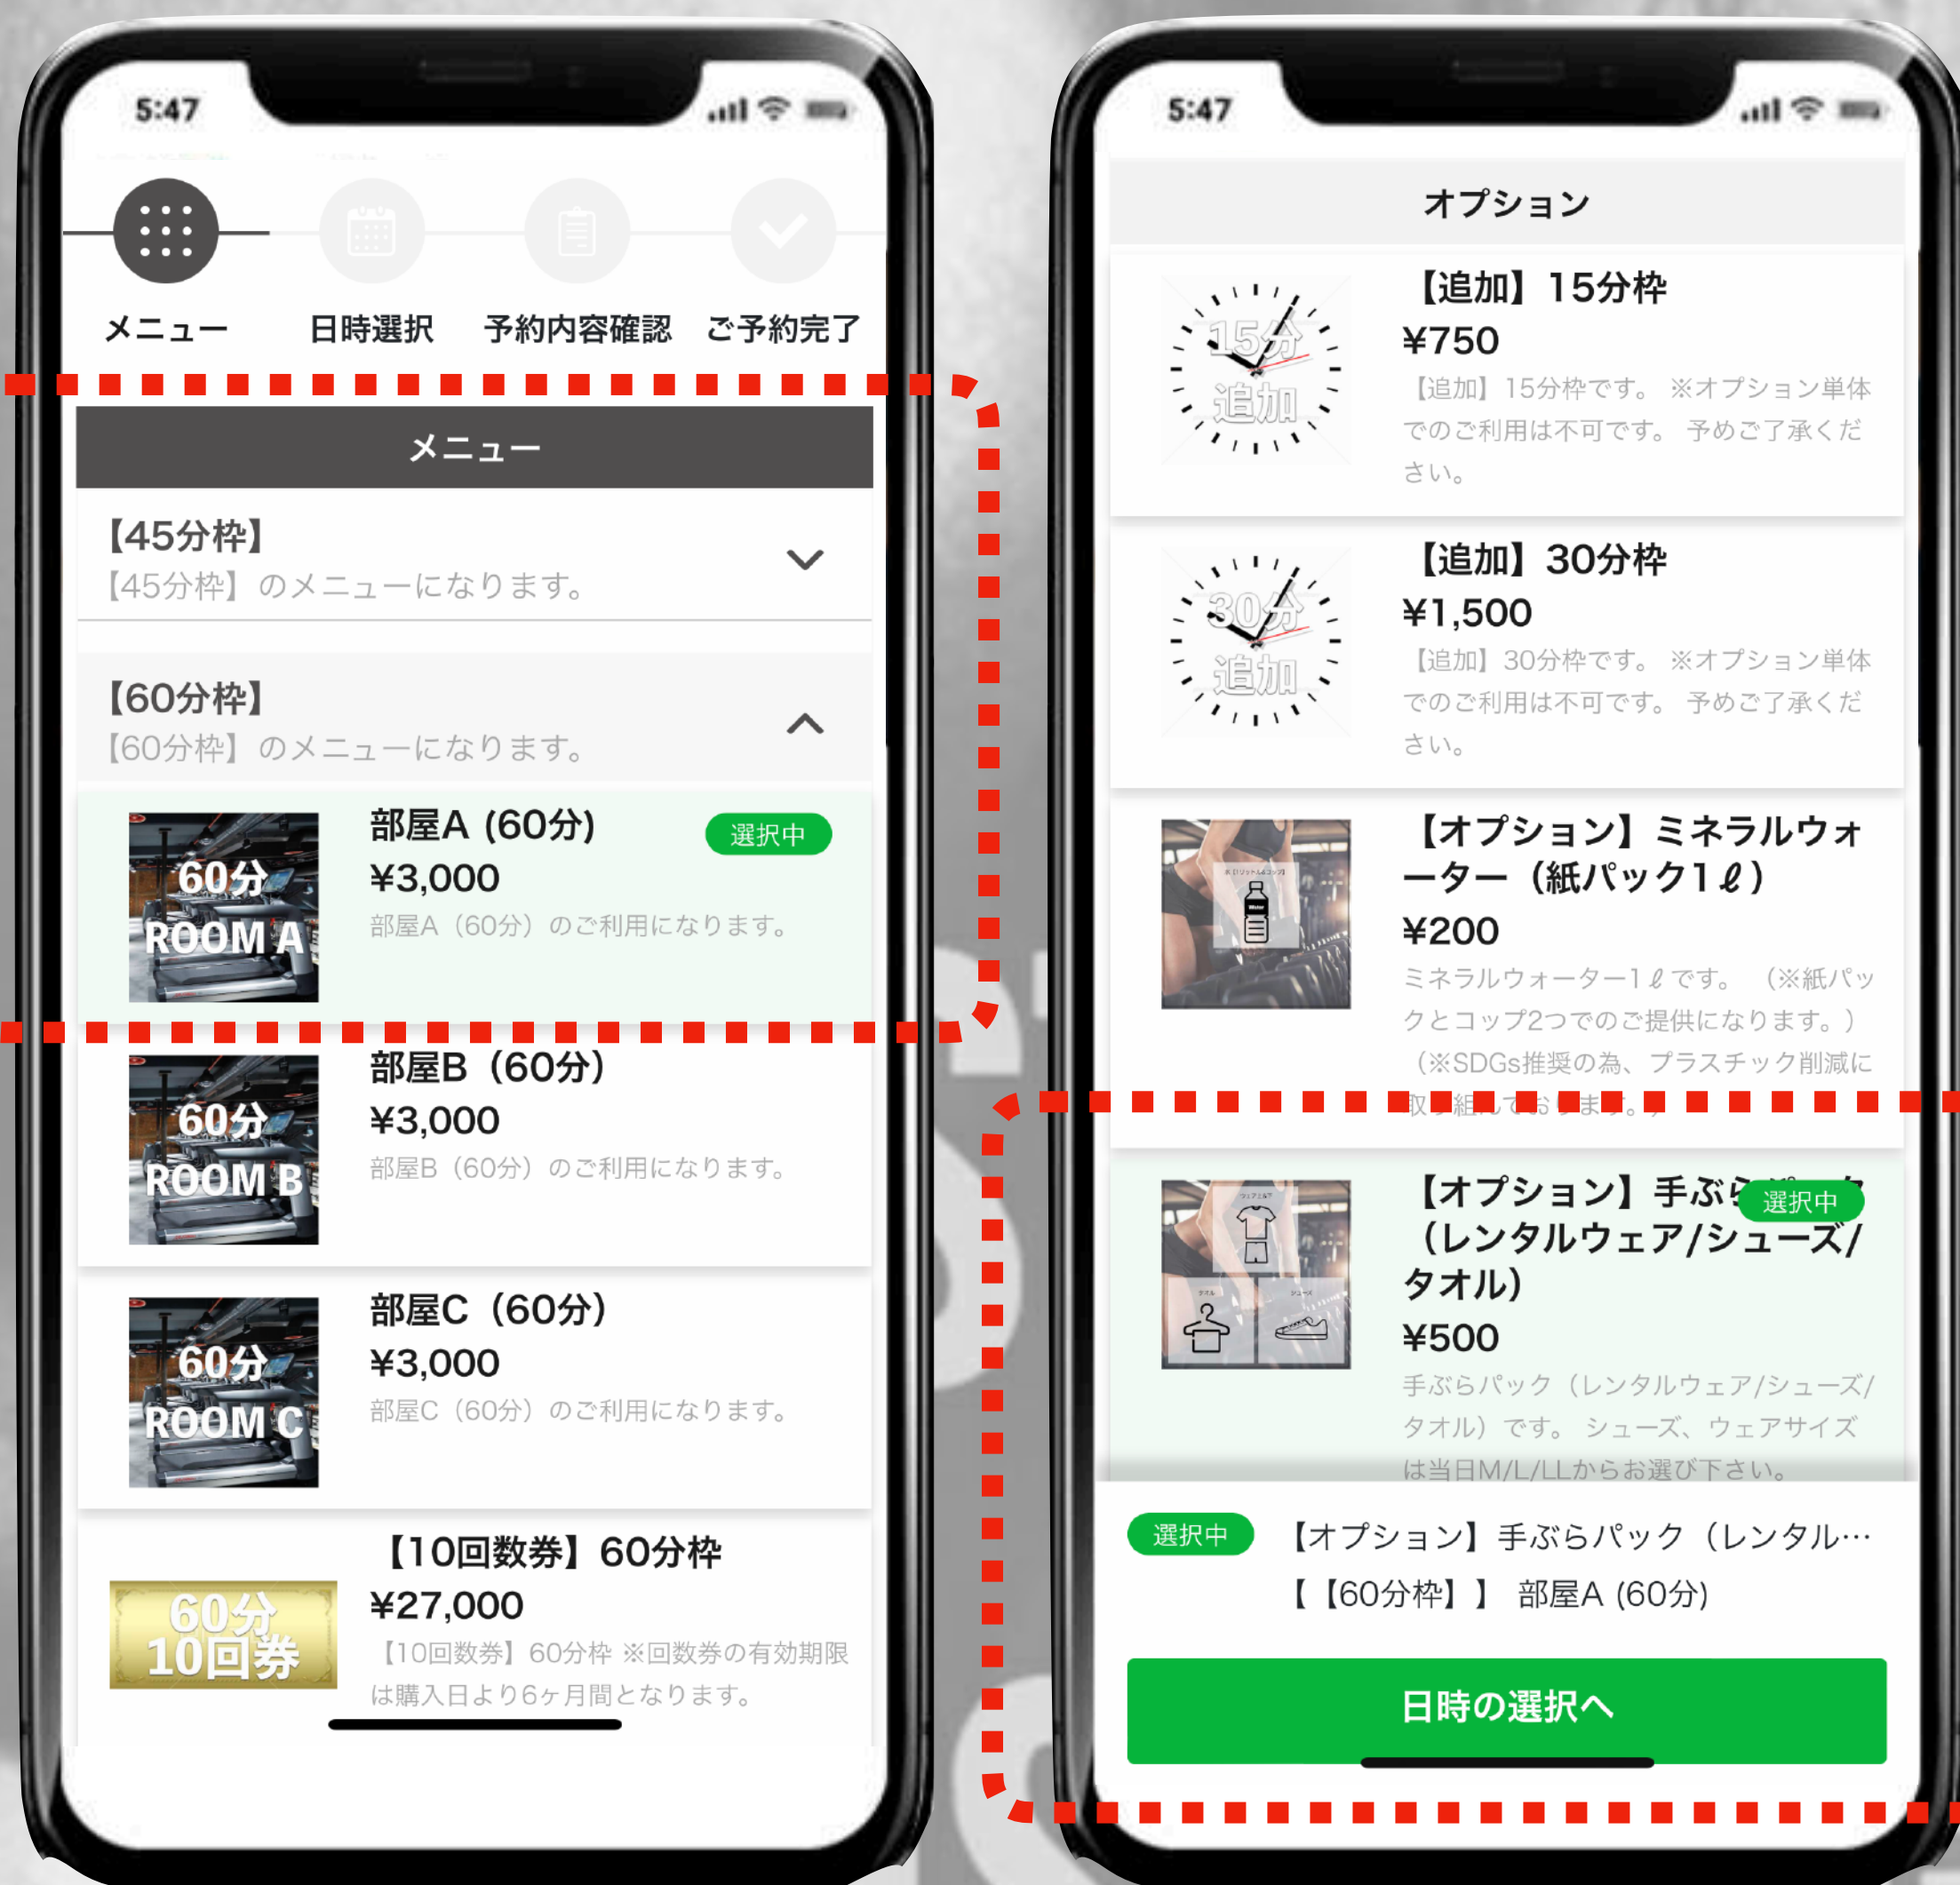 5:47
メニュー
日時選択
予約内容確認
ご予約完了
メニュー
【45分枠】
【45分枠】のメニューになります。
【60分枠】
【60分枠】のメニューになります。
60分
ROOM A
部屋A (60分)
選択中
¥3,000
部屋A（60分）のご利用になります。
60分
ROOM B
部屋B（60分）
¥3,000
部屋B（60分）のご利用になります。
60分
ROOM C
部屋C（60分）
¥3,000
部屋C（60分）のご利用になります。
60分
10回券
【10回数券】60分枠
¥27,000
【10回数券】60分枠 ※回数券の有効期限
は購入日より6ヶ月間となります。
5:47
オプション
15分
追加
【追加】15分枠
¥750
【追加】15分枠です。 ※オプション単体
でのご利用は不可です。 予めご了承くだ
さい。
30分
追加
【追加】30分枠
¥1,500
【追加】30分枠です。 ※オプション単体
でのご利用は不可です。 予めご了承くだ
さい。
Water
【オプション】ミネラルウォ
ーター（紙パック1ℓ）
¥200
ミネラルウォーター1ℓです。 （※紙パッ
クとコップ2つでのご提供になります。）
（※SDGs推奨の為、プラスチック削減に
取り組んでおります。）
タオル
シューズ
【オプション】手ぶら
選択中
（レンタルウェア/シューズ/
タオル）
¥500
手ぶらパック（レンタルウェア/シューズ/
タオル）です。 シューズ、ウェアサイズ
は当日M/L/LLからお選び下さい。
選択中
【オプション】手ぶらパック（レンタル…
【【60分枠】】 部屋A (60分)
日時の選択へ